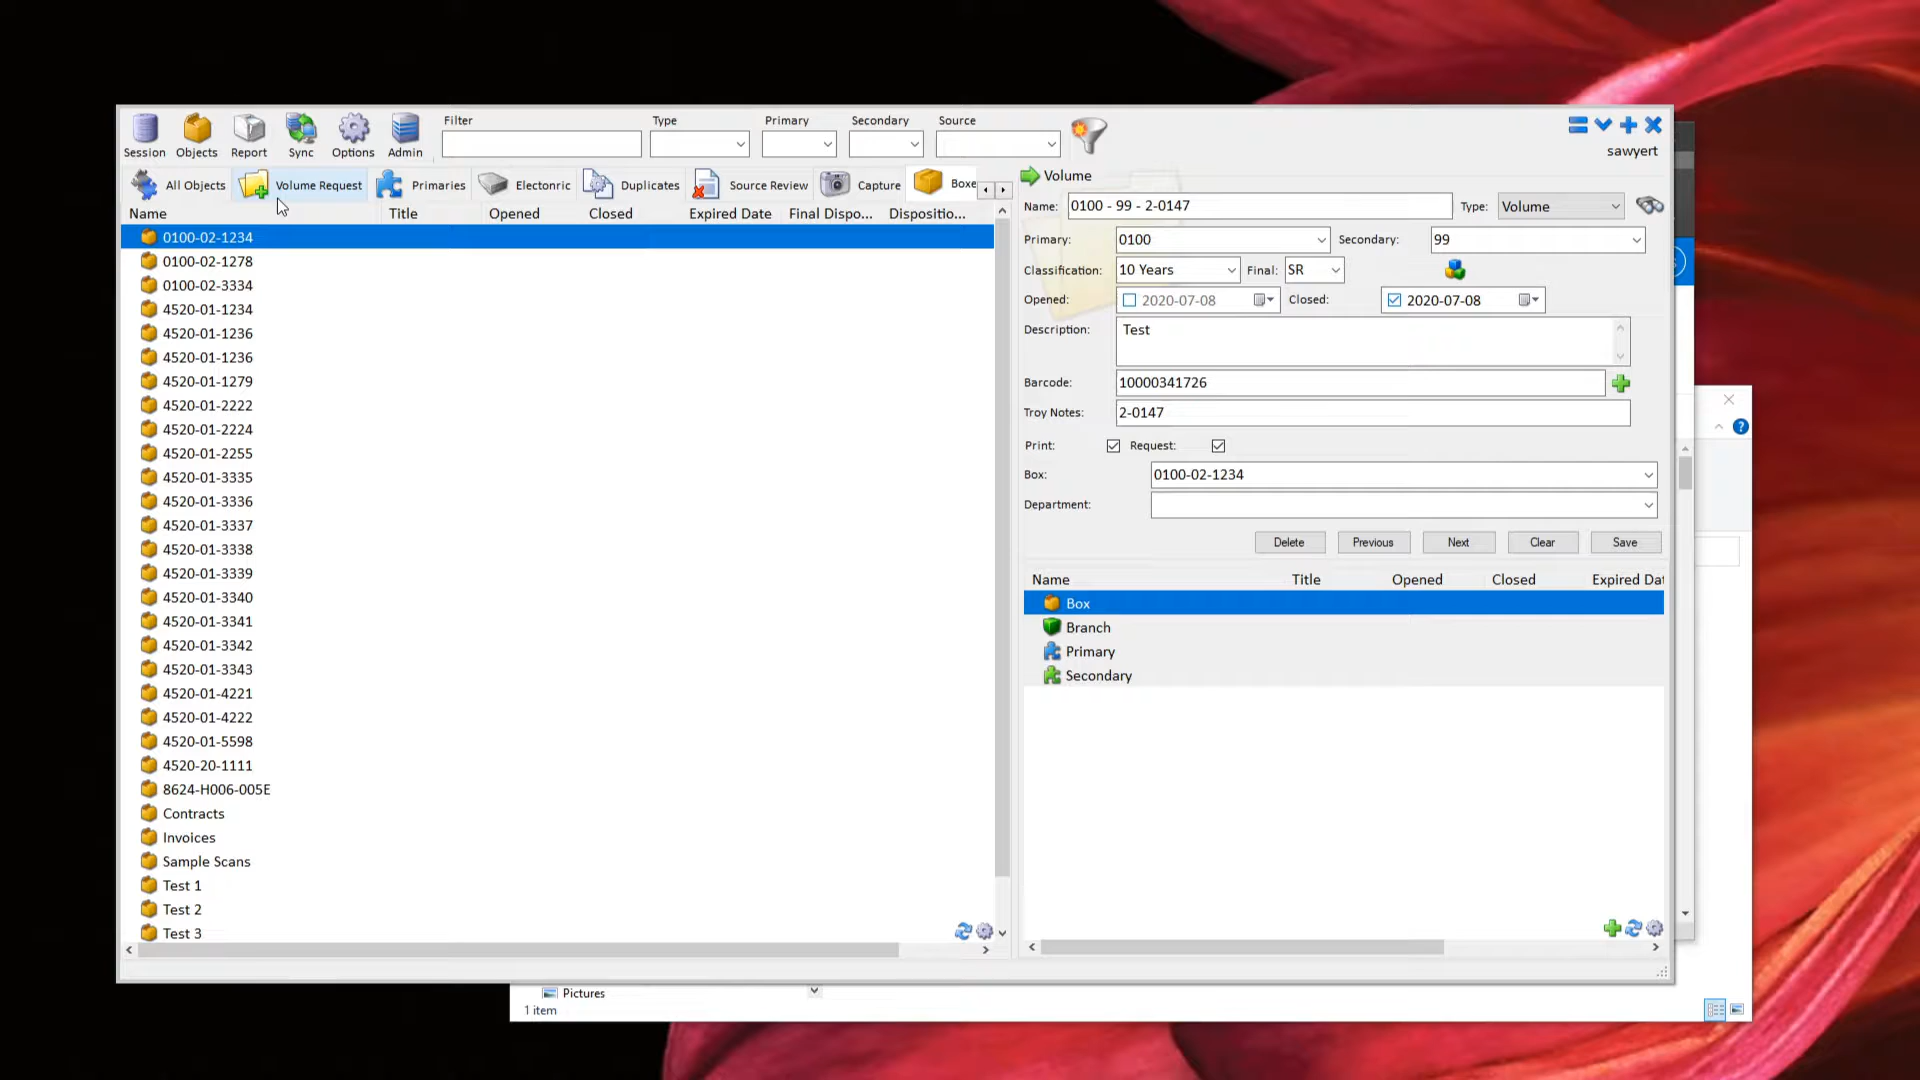 Session Objects Report Sync Options Admin
Filter Type Primary Secondary Source
sawyert
All Objects Volume Request Primaries Electonric Duplicates Source Review Capture Boxe
Name Title Opened Closed Expired Date Final Dispo... Dispositio...
0100-02-1234
0100-02-1278
0100-02-3334
4520-01-1234
4520-01-1236
4520-01-1236
4520-01-1279
4520-01-2222
4520-01-2224
4520-01-2255
4520-01-3335
4520-01-3336
4520-01-3337
4520-01-3338
4520-01-3339
4520-01-3340
4520-01-3341
4520-01-3342
4520-01-3343
4520-01-4221
4520-01-4222
4520-01-5598
4520-20-1111
8624-H006-005E
Contracts
Invoices
Sample Scans
Test 1
Test 2
Test 3
Volume
Name: 0100 - 99 - 2-0147 Type: Volume
Primary: 0100 Secondary: 99
Classification: 10 Years Final: SR
Opened: 2020-07-08 Closed: 2020-07-08
Description: Test
Barcode: 10000341726
Troy Notes: 2-0147
Print: Request:
Box: 0100-02-1234
Department:
Delete Previous Next Clear Save
Name Title Opened Closed Expired Dat
Box
Branch
Primary
Secondary
Pictures
1 item